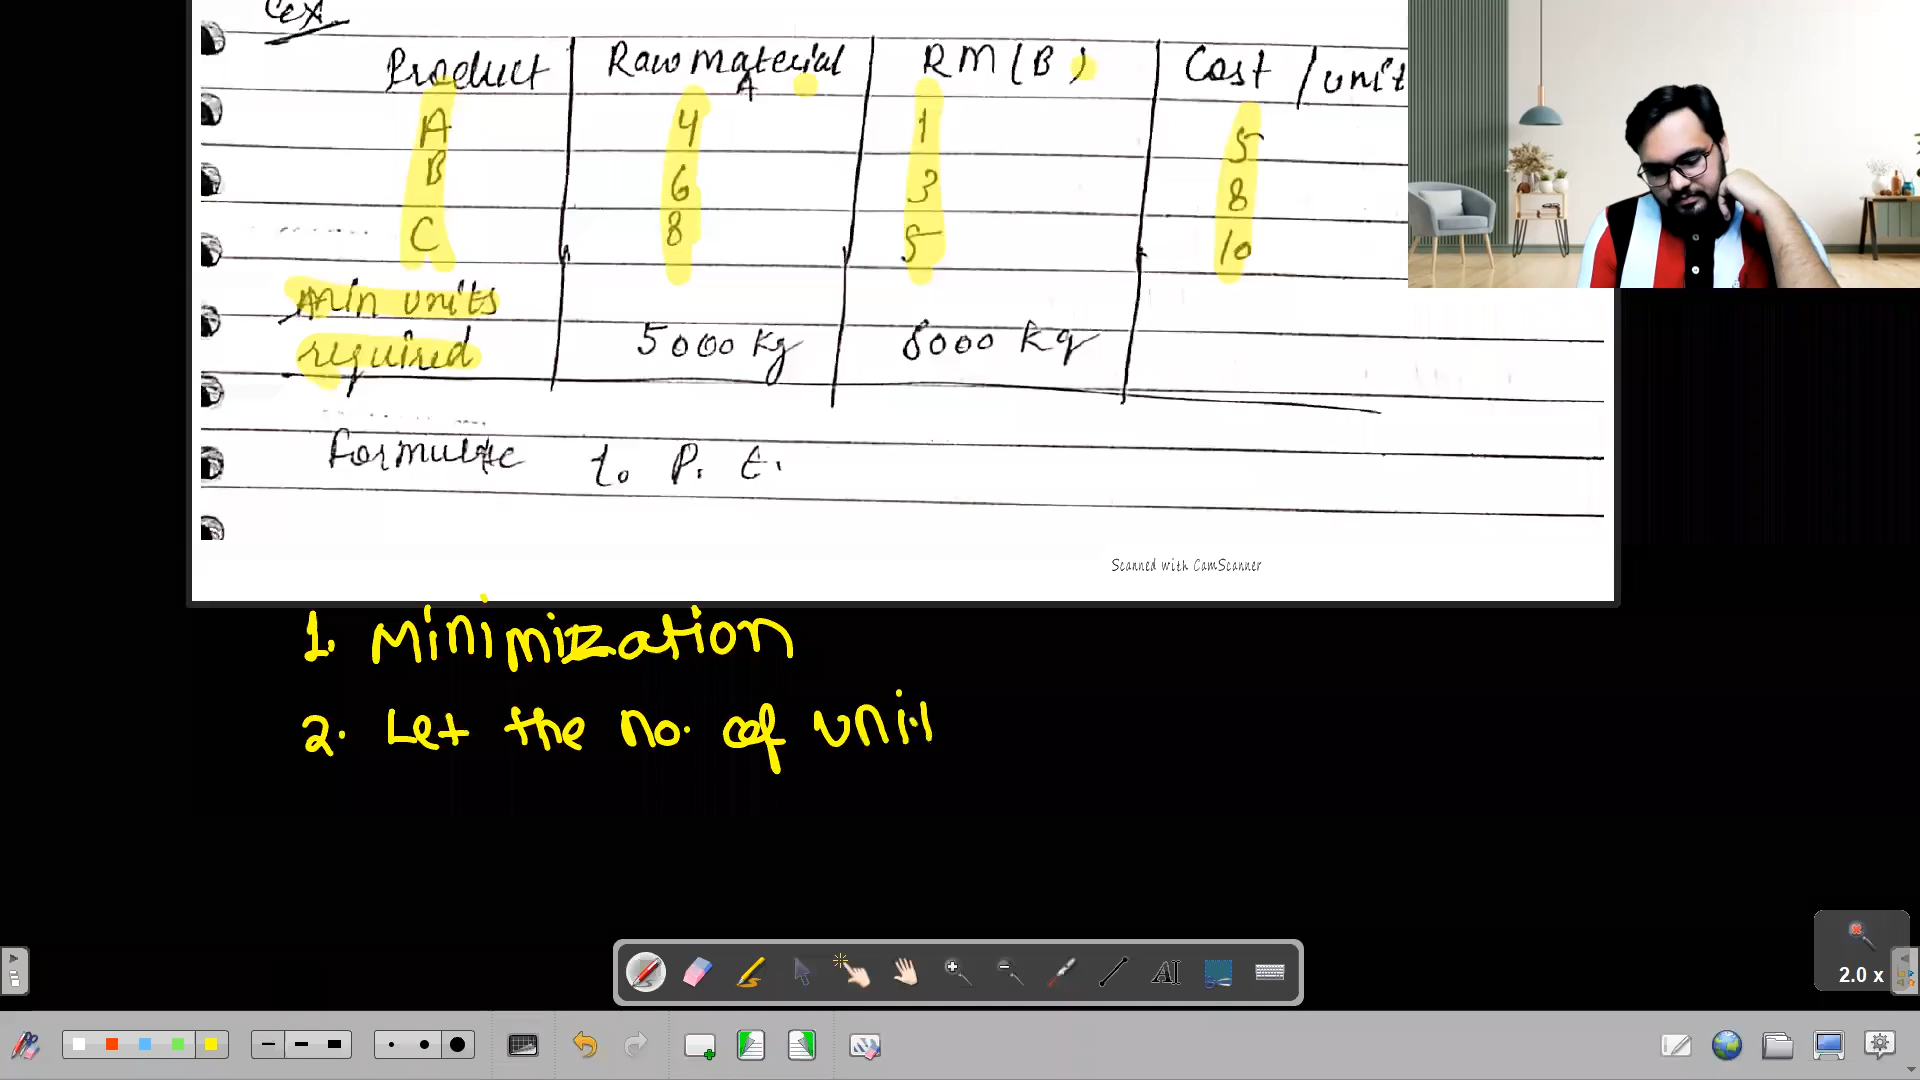 Product Raw material A RM (B) Cost / unit
A 4 1 5
B 6 3 8
C 8 5 10
min units
required 5000 kg 8000 kg
Formulate L. P. P.
Scanned with CamScanner
1. Minimization
2. Let the no. of unit
2.0 x